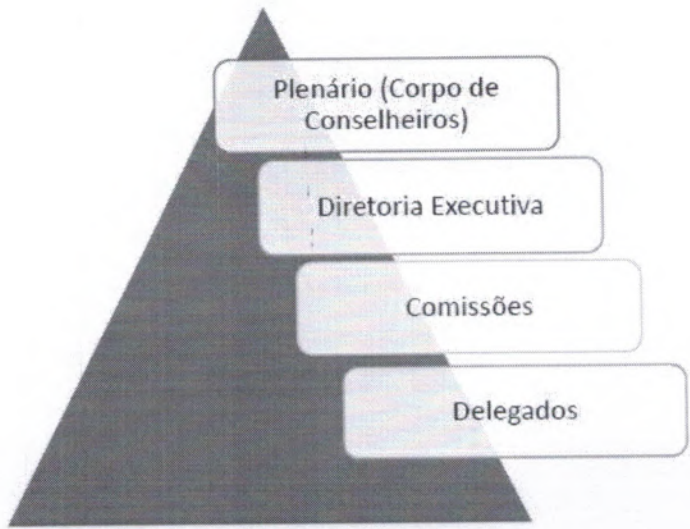 Plenário (Corpo de
Conselheiros)
Diretoria Executiva
Comissões
Delegados